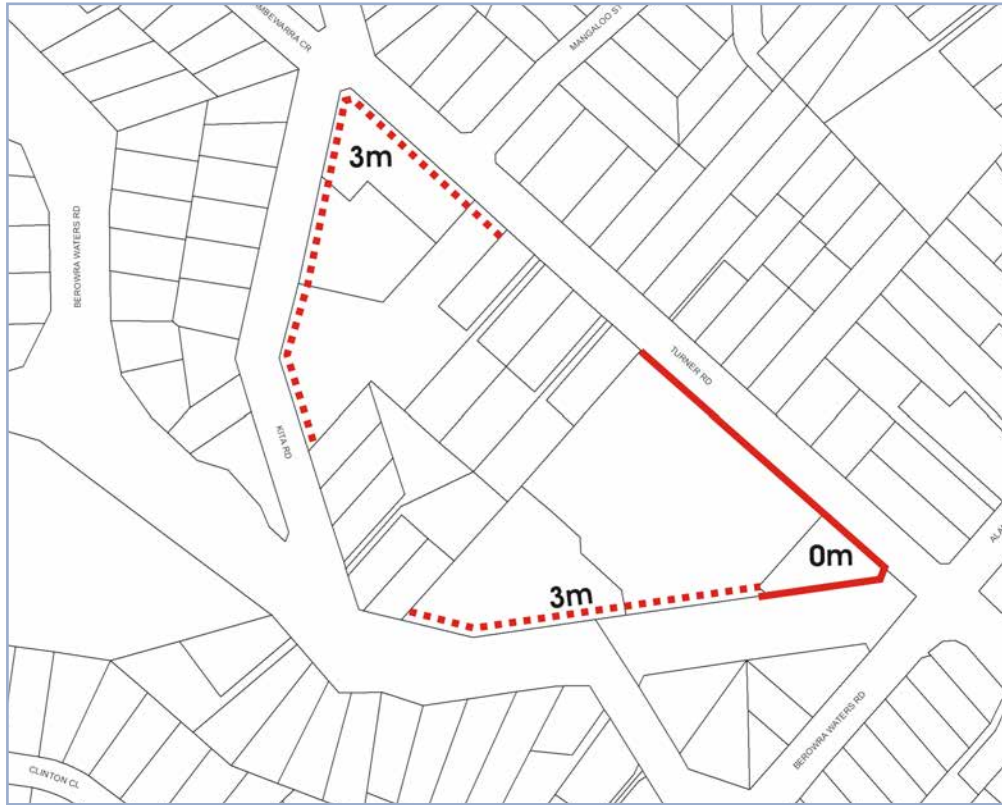 MANGALOO ST
3m
BEROWRA WATERS RD
TURNER RD
KITA RD
0m
3m
BEROWRA WATERS RD
CLINTON CL